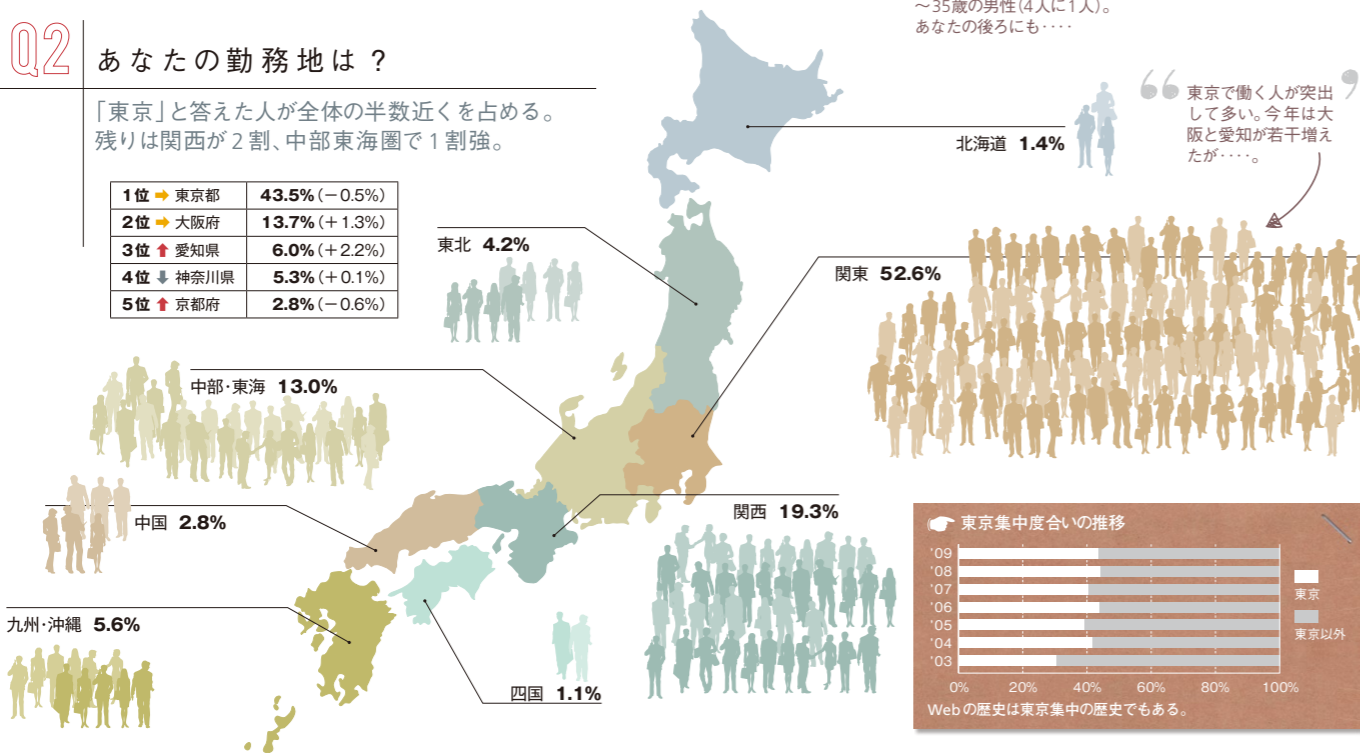 ～35歳の男性(4人に1人)。
あなたの後ろにも‥‥
Q2
あなたの勤務地は？
「東京」と答えた人が全体の半数近くを占める。
残りは関西が2割、中部東海圏で1割強。
1位 ➡ 東京都 43.5%(−0.5%)
2位 ➡ 大阪府 13.7%(＋1.3%)
3位 ⬆ 愛知県 6.0%(＋2.2%)
4位 ⬇ 神奈川県 5.3%(＋0.1%)
5位 ⬆ 京都府 2.8%(−0.6%)
“
東京で働く人が突出
して多い。今年は大
阪と愛知が若干増え
たが‥‥。
北海道 1.4%
東北 4.2%
関東 52.6%
中部・東海 13.0%
中国 2.8%
関西 19.3%
九州・沖縄 5.6%
四国 1.1%
東京集中度合いの推移
'09
'08
'07
'06
'05
'04
'03
0% 20% 40% 60% 80% 100%
東京
東京以外
Webの歴史は東京集中の歴史でもある。